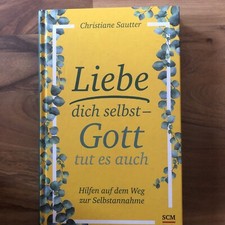 Christiane Sautter
Liebe
dich selbst –
Gott
tut es auch
Hilfen auf dem Weg
zur Selbstannahme
SCM